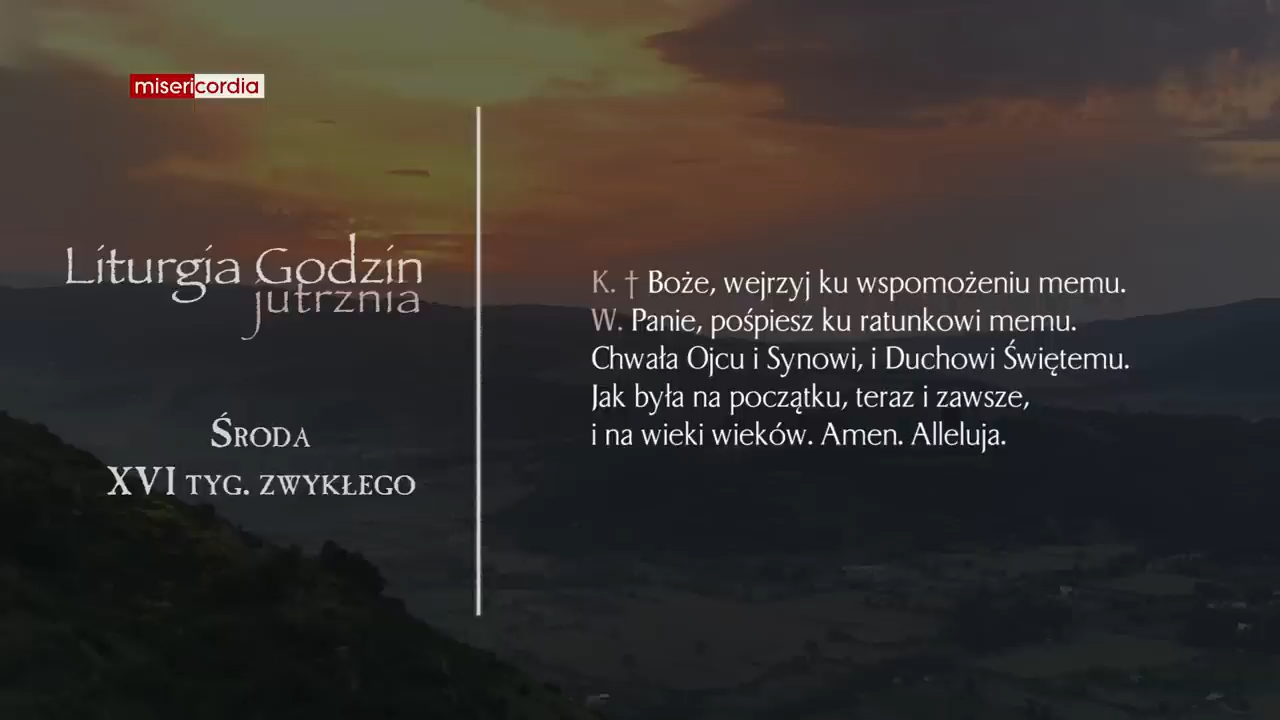 misericordia
Liturgia Godzin
jutrznia
Środa
XVI tyg. zwykłego
K. † Boże, wejrzyj ku wspomożeniu memu.
W. Panie, pośpiesz ku ratunkowi memu.
Chwała Ojcu i Synowi, i Duchowi Świętemu.
Jak była na początku, teraz i zawsze,
i na wieki wieków. Amen. Alleluja.